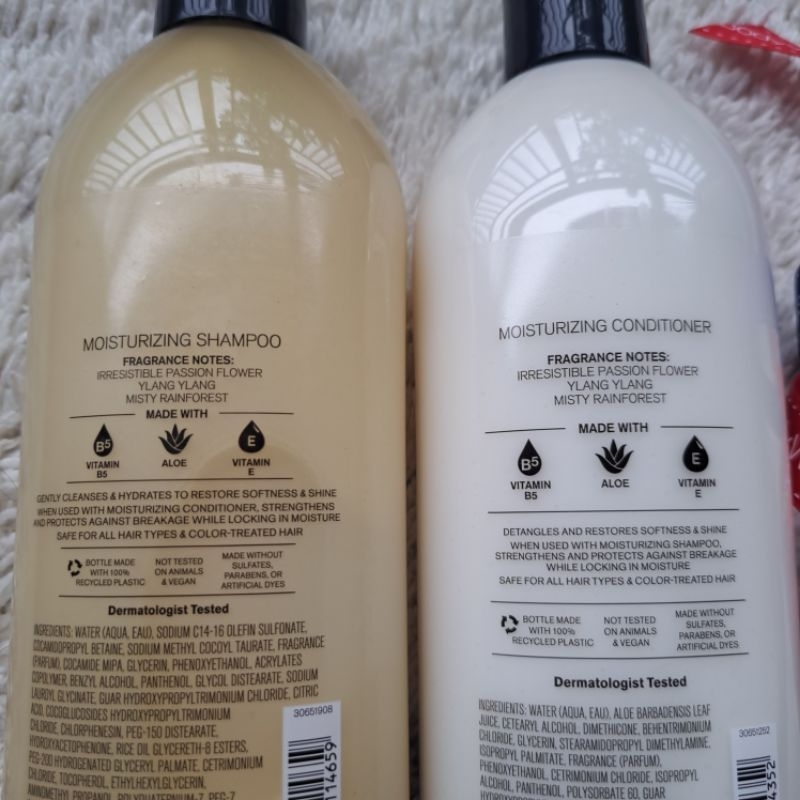 MOISTURIZING SHAMPOO
FRAGRANCE NOTES:
IRRESISTIBLE PASSION FLOWER
YLANG YLANG
MISTY RAINFOREST
MADE WITH
B5
VITAMIN
B5
ALOE
E
VITAMIN
E
GENTLY CLEANSES & HYDRATES TO RESTORE SOFTNESS & SHINE
WHEN USED WITH MOISTURIZING CONDITIONER, STRENGTHENS
AND PROTECTS AGAINST BREAKAGE WHILE LOCKING IN MOISTURE
SAFE FOR ALL HAIR TYPES & COLOR-TREATED HAIR
BOTTLE MADE
WITH 100%
RECYCLED PLASTIC
NOT TESTED
ON ANIMALS
& VEGAN
MADE WITHOUT
SULFATES,
PARABENS, OR
ARTIFICIAL DYES
Dermatologist Tested
INGREDIENTS: WATER (AQUA, EAU), SODIUM C14-16 OLEFIN SULFONATE,
COCAMIDOPROPYL BETAINE, SODIUM METHYL COCOYL TAURATE, FRAGRANCE
(PARFUM), COCAMIDE MIPA, GLYCERIN, PHENOXYETHANOL, ACRYLATES
COPOLYMER, BENZYL ALCOHOL, PANTHENOL, GLYCOL DISTEARATE, SODIUM
LAUROYL GLYCINATE, GUAR HYDROXYPROPYLTRIMONIUM CHLORIDE, CITRIC
ACID, COCOGLUCOSIDES HYDROXYPROPYLTRIMONIUM
CHLORIDE, CHLORPHENESIN, PEG-150 DISTEARATE,
HYDROXYACETOPHENONE, RICE OIL GLYCERETH-8 ESTERS,
PEG-200 HYDROGENATED GLYCERYL PALMATE, CETRIMONIUM
CHLORIDE, TOCOPHEROL, ETHYLHEXYLGLYCERIN,
AMINOMETHYL PROPANOL, POLYQUATERNIUM-7, PEG-7
30651908
114659
MOISTURIZING CONDITIONER
FRAGRANCE NOTES:
IRRESISTIBLE PASSION FLOWER
YLANG YLANG
MISTY RAINFOREST
MADE WITH
B5
VITAMIN
B5
ALOE
E
VITAMIN
E
DETANGLES AND RESTORES SOFTNESS & SHINE
WHEN USED WITH MOISTURIZING SHAMPOO,
STRENGTHENS AND PROTECTS AGAINST BREAKAGE
WHILE LOCKING IN MOISTURE
SAFE FOR ALL HAIR TYPES & COLOR-TREATED HAIR
BOTTLE MADE
WITH 100%
RECYCLED PLASTIC
NOT TESTED
ON ANIMALS
& VEGAN
MADE WITHOUT
SULFATES,
PARABENS, OR
ARTIFICIAL DYES
Dermatologist Tested
INGREDIENTS: WATER (AQUA, EAU), ALOE BARBADENSIS LEAF
JUICE, CETEARYL ALCOHOL, DIMETHICONE, BEHENTRIMONIUM
CHLORIDE, GLYCERIN, STEARAMIDOPROPYL DIMETHYLAMINE,
ISOPROPYL PALMITATE, FRAGRANCE (PARFUM),
PHENOXYETHANOL, CETRIMONIUM CHLORIDE, ISOPROPYL
ALCOHOL, PANTHENOL, POLYSORBATE 60, GUAR
30651252
4352